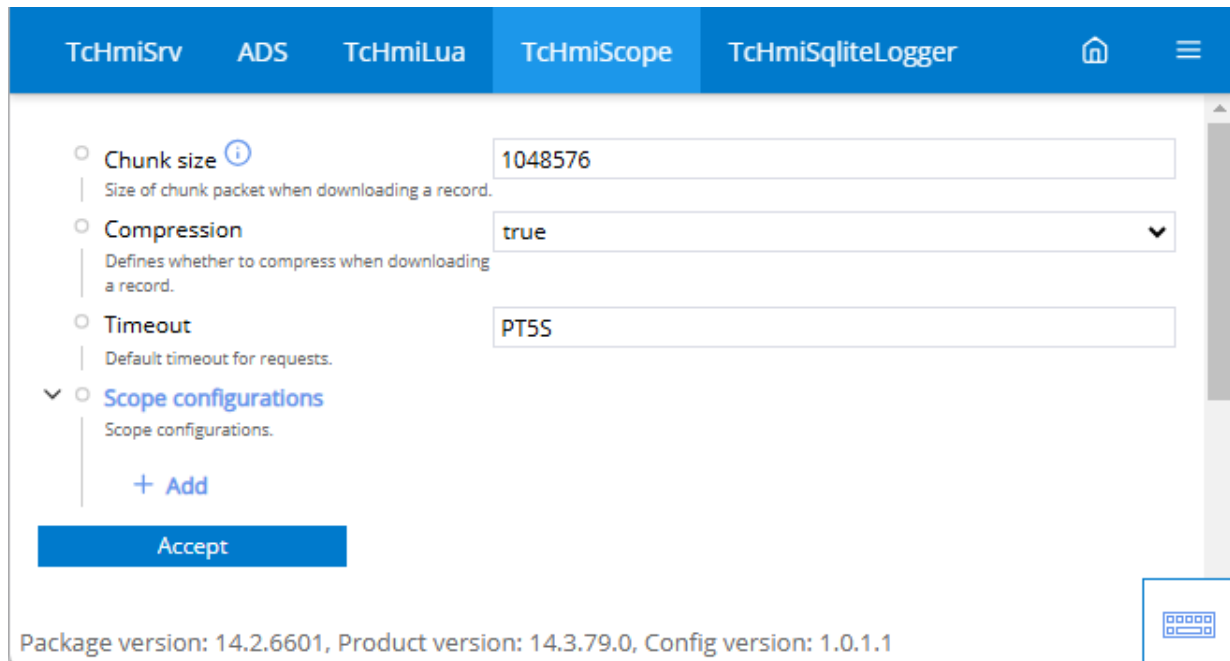 TcHmiSrv ADS TcHmiLua TcHmiScope TcHmiSqliteLogger
Chunk size 1048576
Size of chunk packet when downloading a record.
Compression true
Defines whether to compress when downloading
a record.
Timeout PT5S
Default timeout for requests.
Scope configurations
Scope configurations.
+ Add
Accept
Package version: 14.2.6601, Product version: 14.3.79.0, Config version: 1.0.1.1